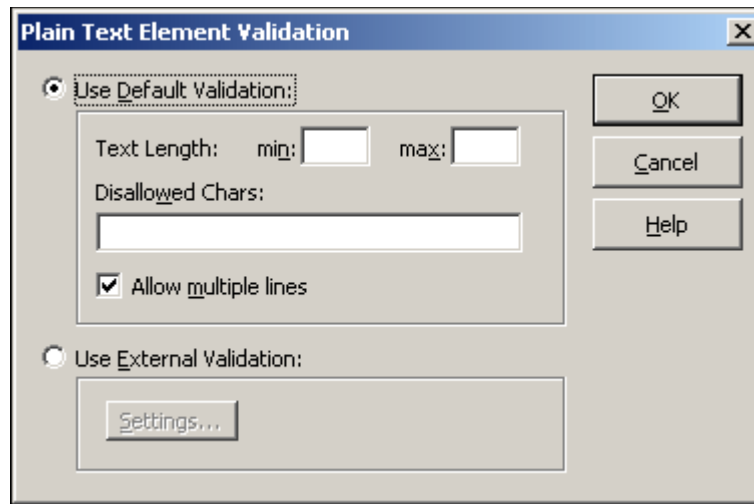 Plain Text Element Validation
Use Default Validation:
OK
Text Length: min: max:
Cancel
Disallowed Chars:
Help
Allow multiple lines
Use External Validation:
Settings...